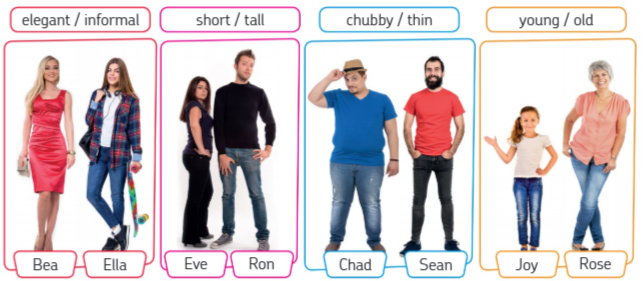 elegant / informal
short / tall
chubby / thin
young / old
Bea
Ella
Eve
Ron
Chad
Sean
Joy
Rose